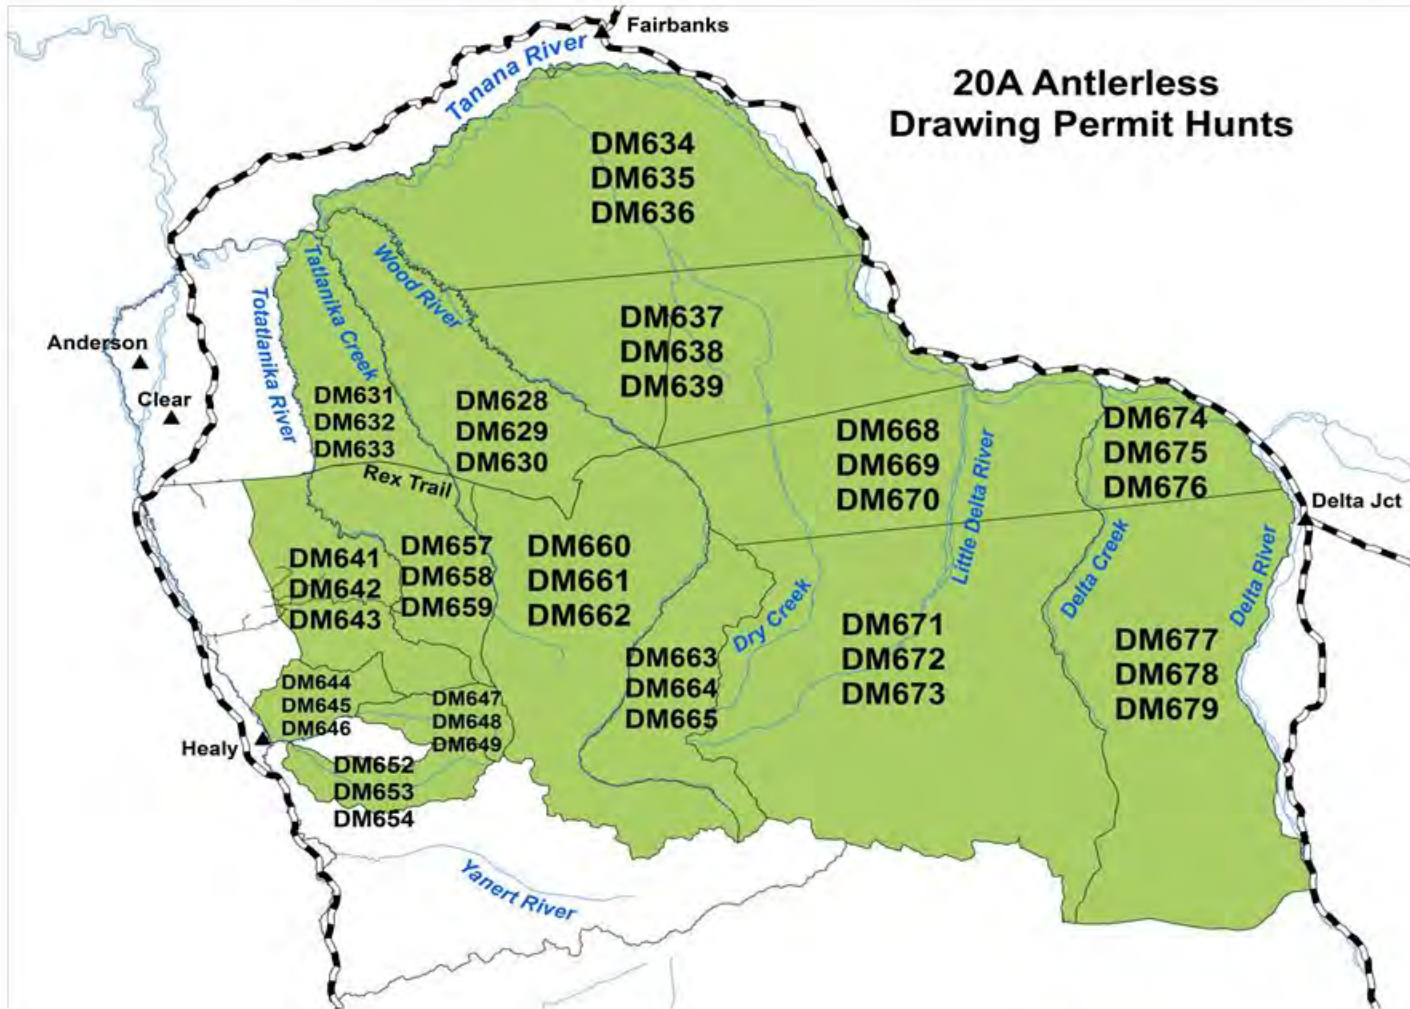 Fairbanks
Tanana River
20A Antlerless
Drawing Permit Hunts
DM634
DM635
DM636
Tatlanika Creek
Wood River
Totatlanika River
Anderson
Clear
DM637
DM638
DM639
DM631
DM632
DM633
DM628
DM629
DM630
Rex Trail
DM668
DM669
DM670
Little Delta River
DM674
DM675
DM676
Delta Jct
DM641
DM642
DM643
DM657
DM658
DM659
DM660
DM661
DM662
Dry Creek
Delta Creek
Delta River
DM663
DM664
DM665
DM671
DM672
DM673
DM677
DM678
DM679
DM644
DM645
DM646
DM647
DM648
DM649
Healy
DM652
DM653
DM654
Yanert River